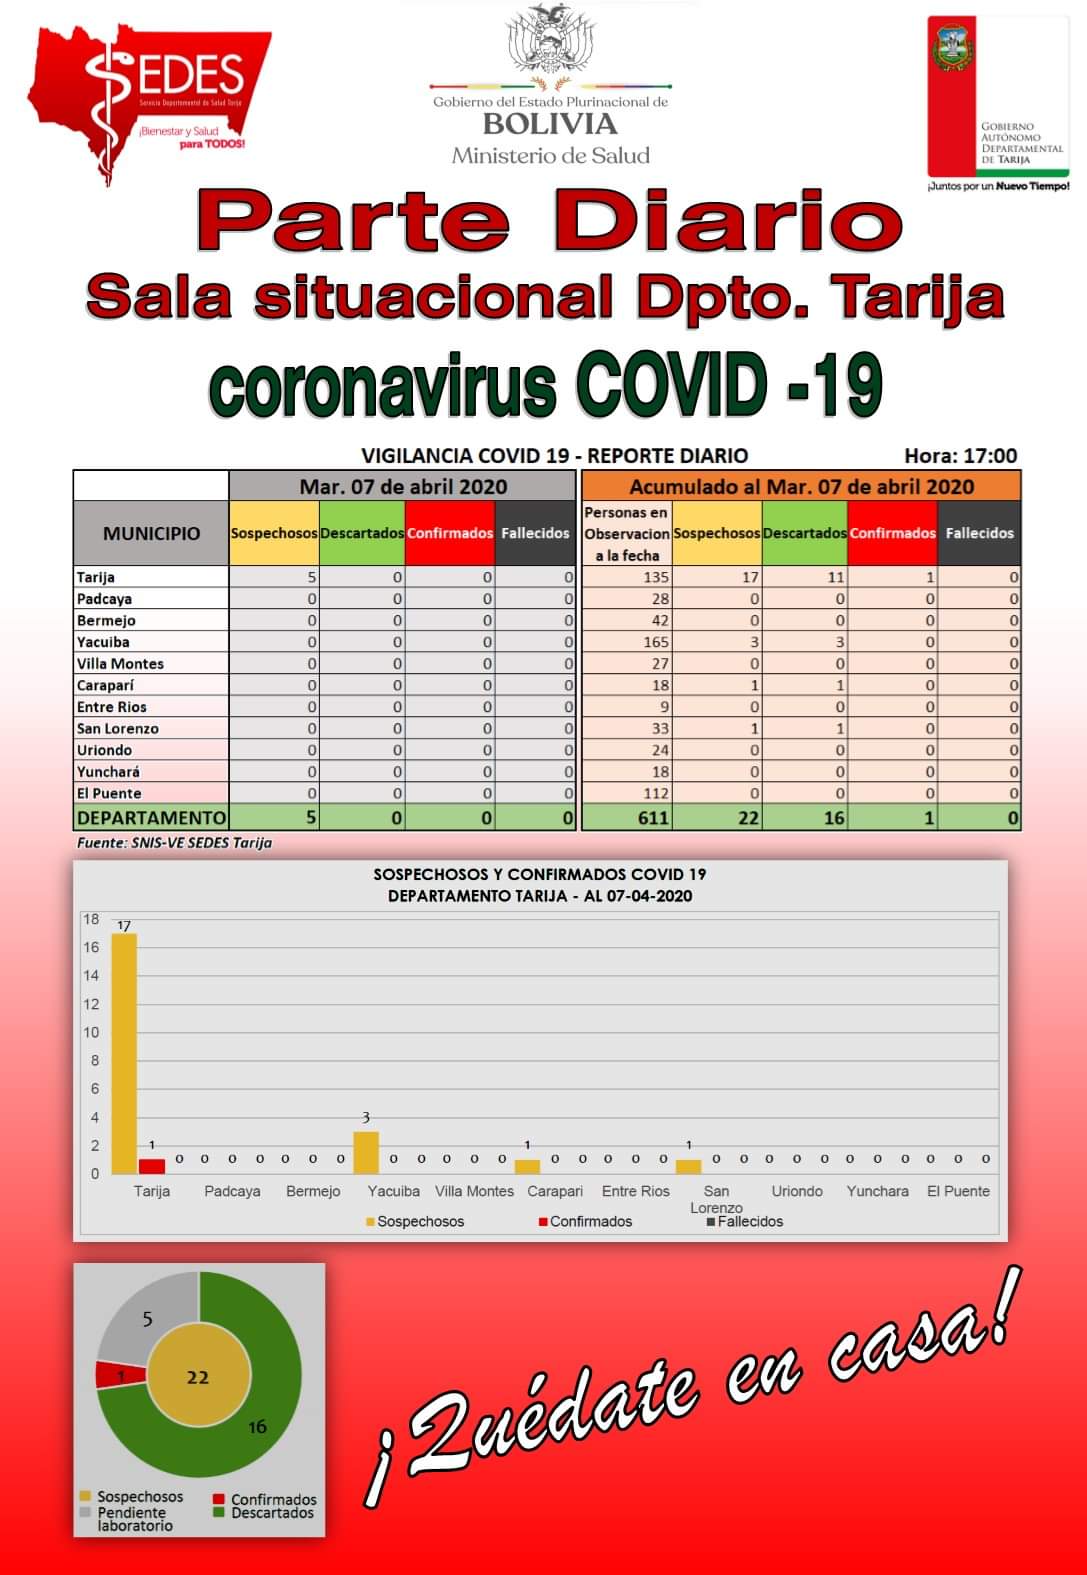 SEDES
Servicio Departamental de Salud Tarija
¡Bienestar y Salud
para TODOS!
Gobierno del Estado Plurinacional de
BOLIVIA
Ministerio de Salud
GOBIERNO
AUTÓNOMO
DEPARTAMENTAL
DE TARIJA
¡Juntos por un Nuevo Tiempo!
Parte Diario
Sala situacional Dpto. Tarija
coronavirus COVID -19
VIGILANCIA COVID 19 - REPORTE DIARIO Hora: 17:00
Mar. 07 de abril 2020 Acumulado al Mar. 07 de abril 2020
MUNICIPIO Sospechosos Descartados Confirmados Fallecidos Personas en Observacion a la fecha Sospechosos Descartados Confirmados Fallecidos
Tarija 5 0 0 0 135 17 11 1 0
Padcaya 0 0 0 0 28 0 0 0 0
Bermejo 0 0 0 0 42 0 0 0 0
Yacuiba 0 0 0 0 165 3 3 0 0
Villa Montes 0 0 0 0 27 0 0 0 0
Caraparí 0 0 0 0 18 1 1 0 0
Entre Rios 0 0 0 0 9 0 0 0 0
San Lorenzo 0 0 0 0 33 1 1 0 0
Uriondo 0 0 0 0 24 0 0 0 0
Yunchará 0 0 0 0 18 0 0 0 0
El Puente 0 0 0 0 112 0 0 0 0
DEPARTAMENTO 5 0 0 0 611 22 16 1 0
Fuente: SNIS-VE SEDES Tarija
SOSPECHOSOS Y CONFIRMADOS COVID 19
DEPARTAMENTO TARIJA - AL 07-04-2020
18
17
16
14
12
10
8
6
4 3
2 1 1 1
0 0 0 0 0 0 0 0 0 0 0 0 0 0 0 0 0 0 0 0 0 0 0 0 0 0 0 0 0
Tarija Padcaya Bermejo Yacuiba Villa Montes Carapari Entre Rios San Uriondo Yunchara El Puente
Lorenzo
Sospechosos Confirmados Fallecidos
5
1
22
16
Sospechosos Confirmados
Pendiente Descartados
laboratorio
¡Quédate en casa!